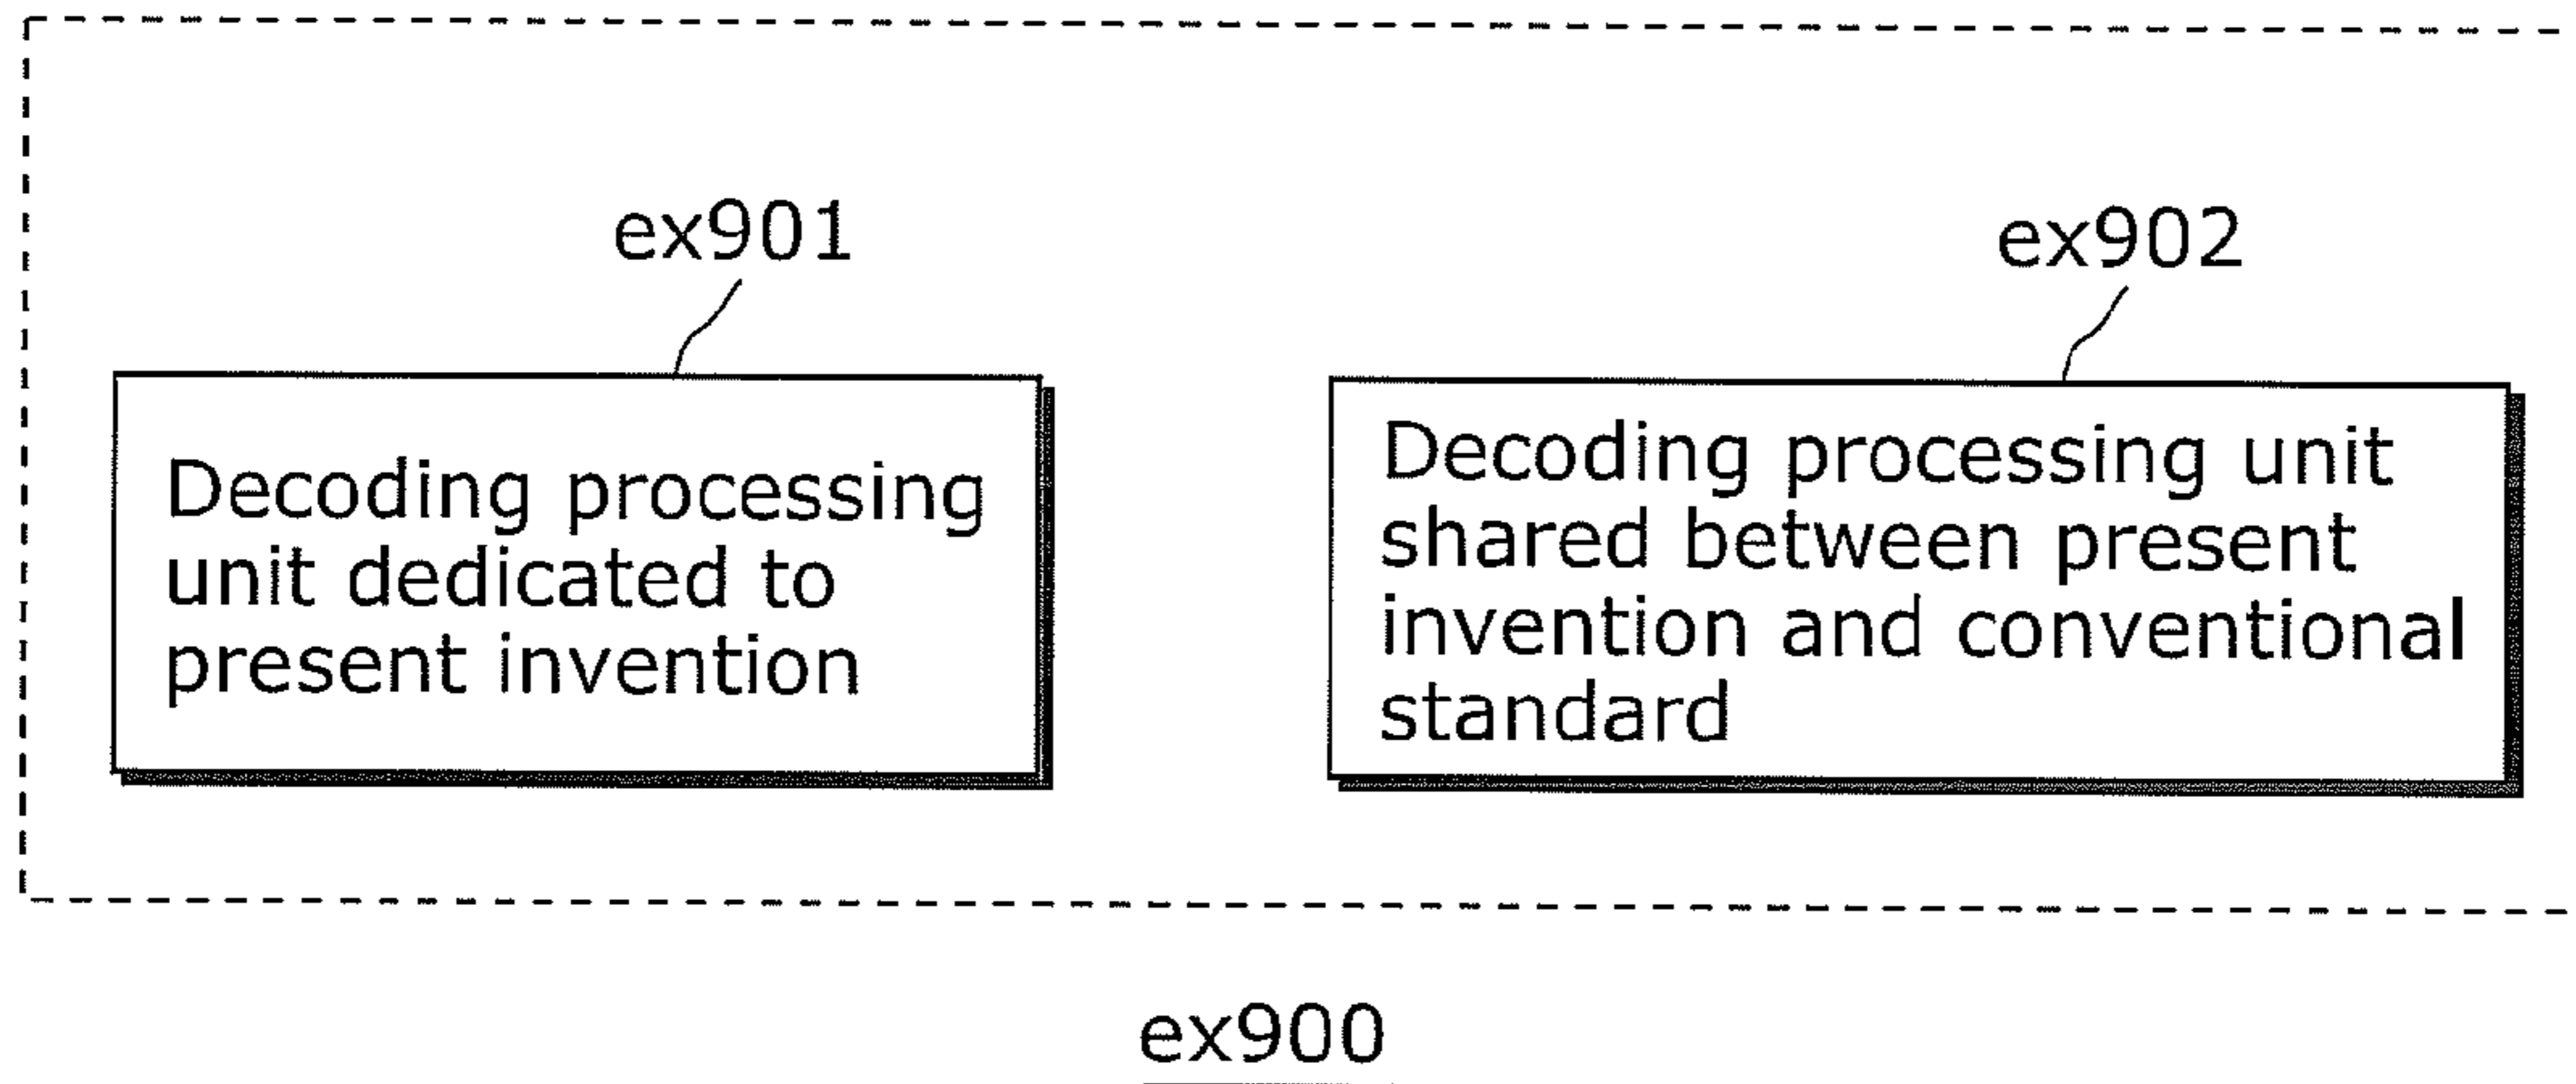 ex901
Decoding processing
unit dedicated to
present invention
ex902
Decoding processing unit
shared between present
invention and conventional
standard
ex900